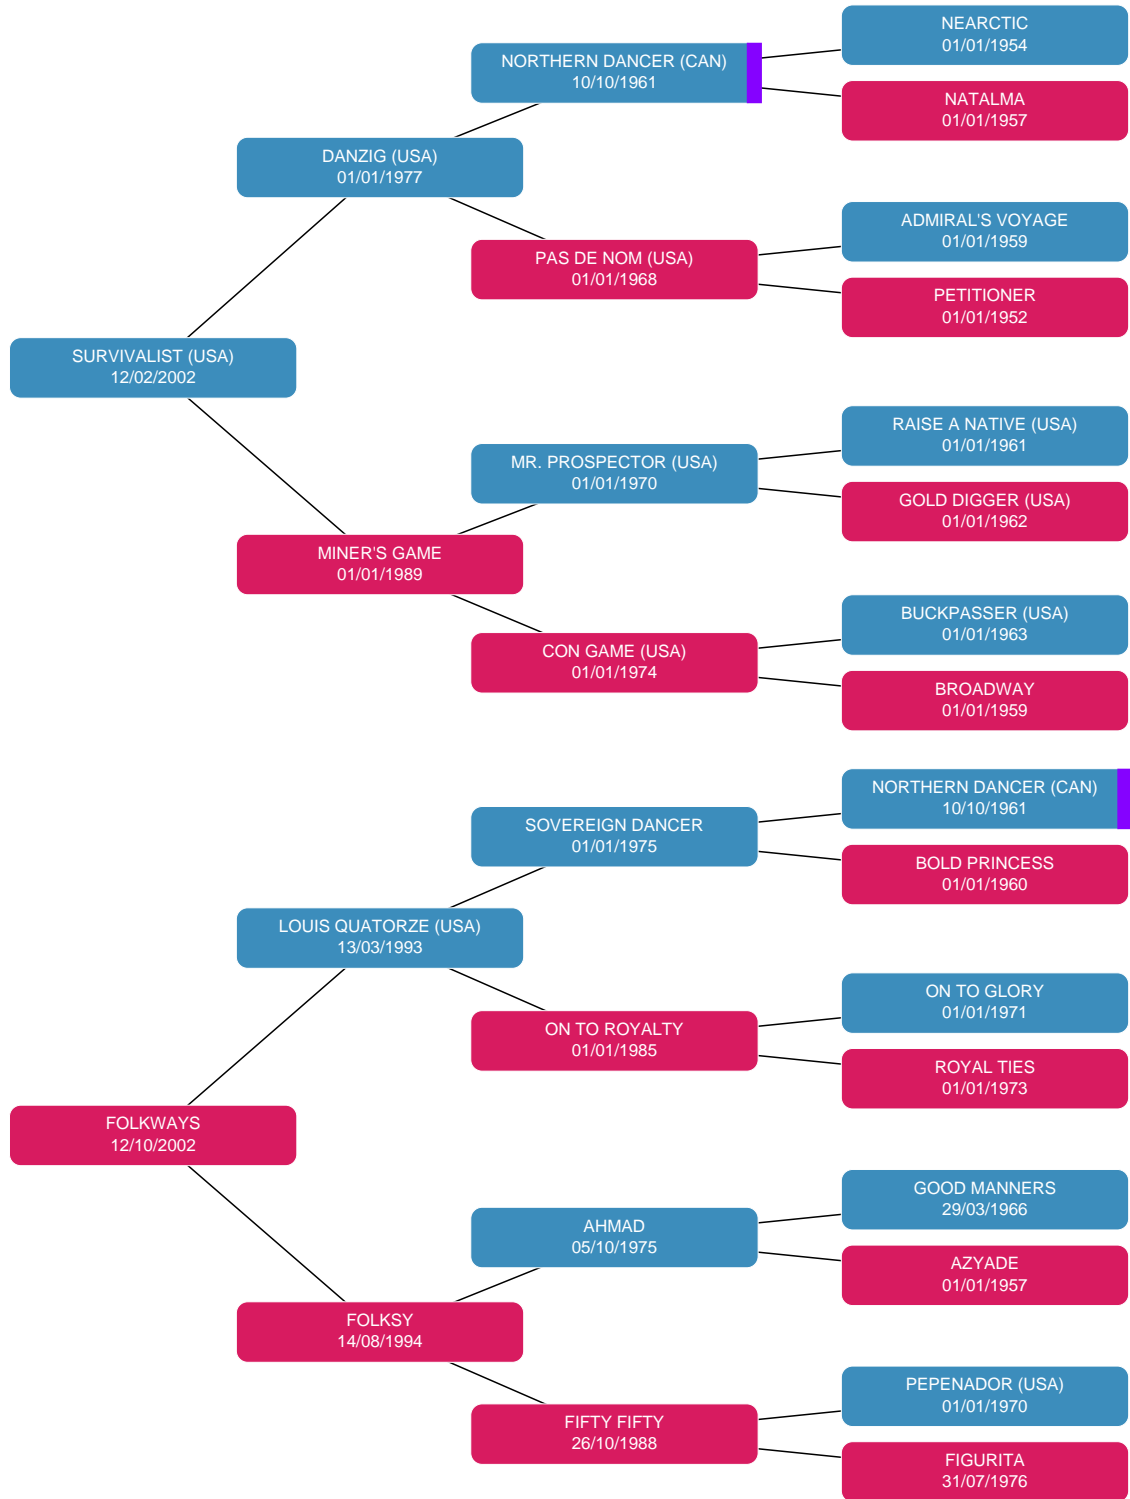 NEARCTIC
01/01/1954
NORTHERN DANCER (CAN)
10/10/1961
NATALMA
01/01/1957
DANZIG (USA)
01/01/1977
ADMIRAL'S VOYAGE
01/01/1959
PAS DE NOM (USA)
01/01/1968
PETITIONER
01/01/1952
SURVIVALIST (USA)
12/02/2002
RAISE A NATIVE (USA)
01/01/1961
MR. PROSPECTOR (USA)
01/01/1970
GOLD DIGGER (USA)
01/01/1962
MINER'S GAME
01/01/1989
BUCKPASSER (USA)
01/01/1963
CON GAME (USA)
01/01/1974
BROADWAY
01/01/1959
NORTHERN DANCER (CAN)
10/10/1961
SOVEREIGN DANCER
01/01/1975
BOLD PRINCESS
01/01/1960
LOUIS QUATORZE (USA)
13/03/1993
ON TO GLORY
01/01/1971
ON TO ROYALTY
01/01/1985
ROYAL TIES
01/01/1973
FOLKWAYS
12/10/2002
GOOD MANNERS
29/03/1966
AHMAD
05/10/1975
AZYADE
01/01/1957
FOLKSY
14/08/1994
PEPENADOR (USA)
01/01/1970
FIFTY FIFTY
26/10/1988
FIGURITA
31/07/1976